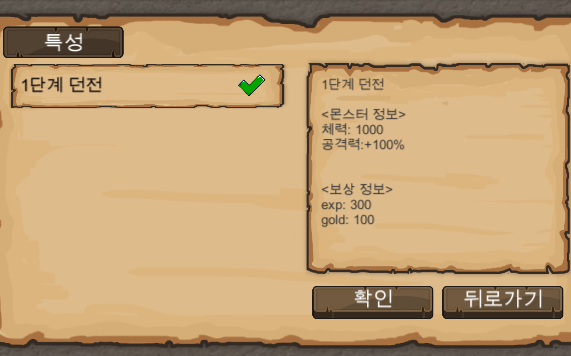 특성
1단계 던전
1단계 던전
<몬스터 정보>
체력: 1000
공격력:+100%
<보상 정보>
exp: 300
gold: 100
확인
뒤로가기